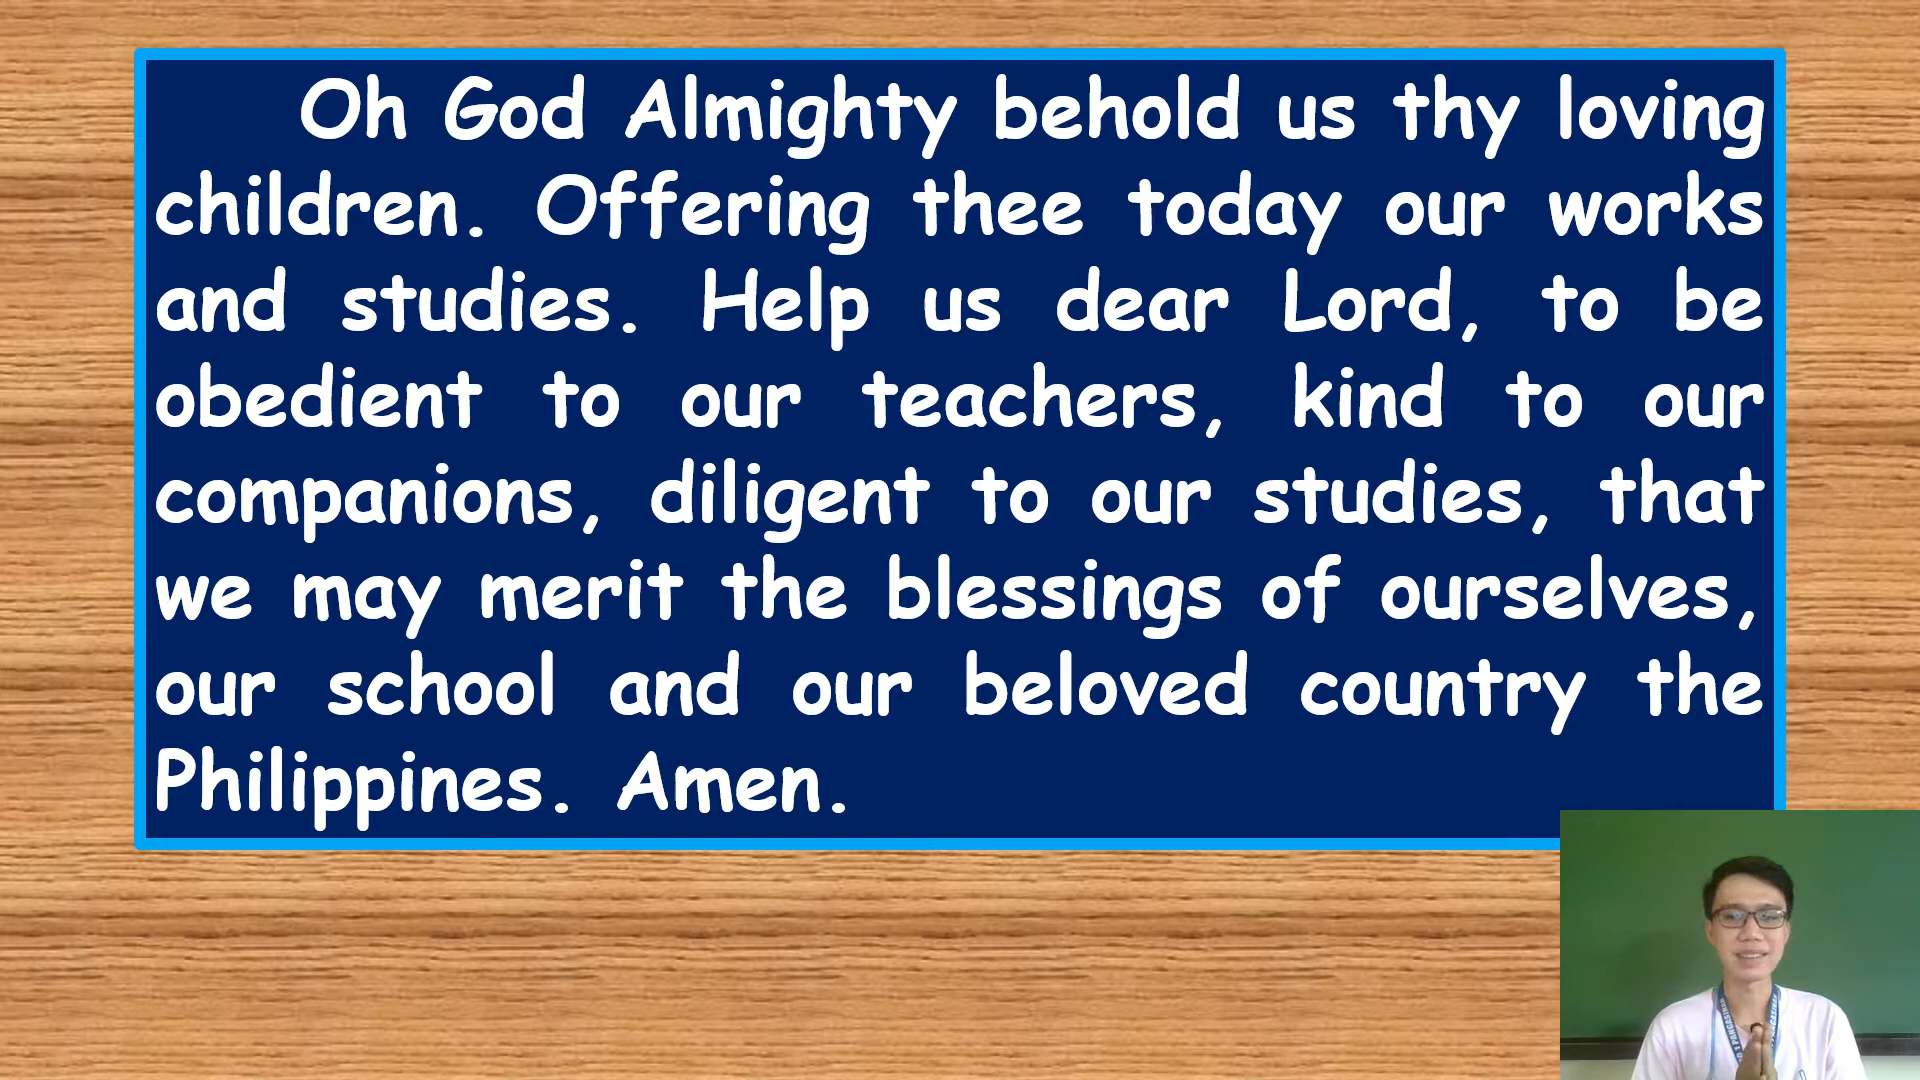 Oh God Almighty behold us thy loving
children. Offering thee today our works
and studies. Help us dear Lord, to be
obedient to our teachers, kind to our
companions, diligent to our studies, that
we may merit the blessings of ourselves,
our school and our beloved country the
Philippines. Amen.
PANGASINAN